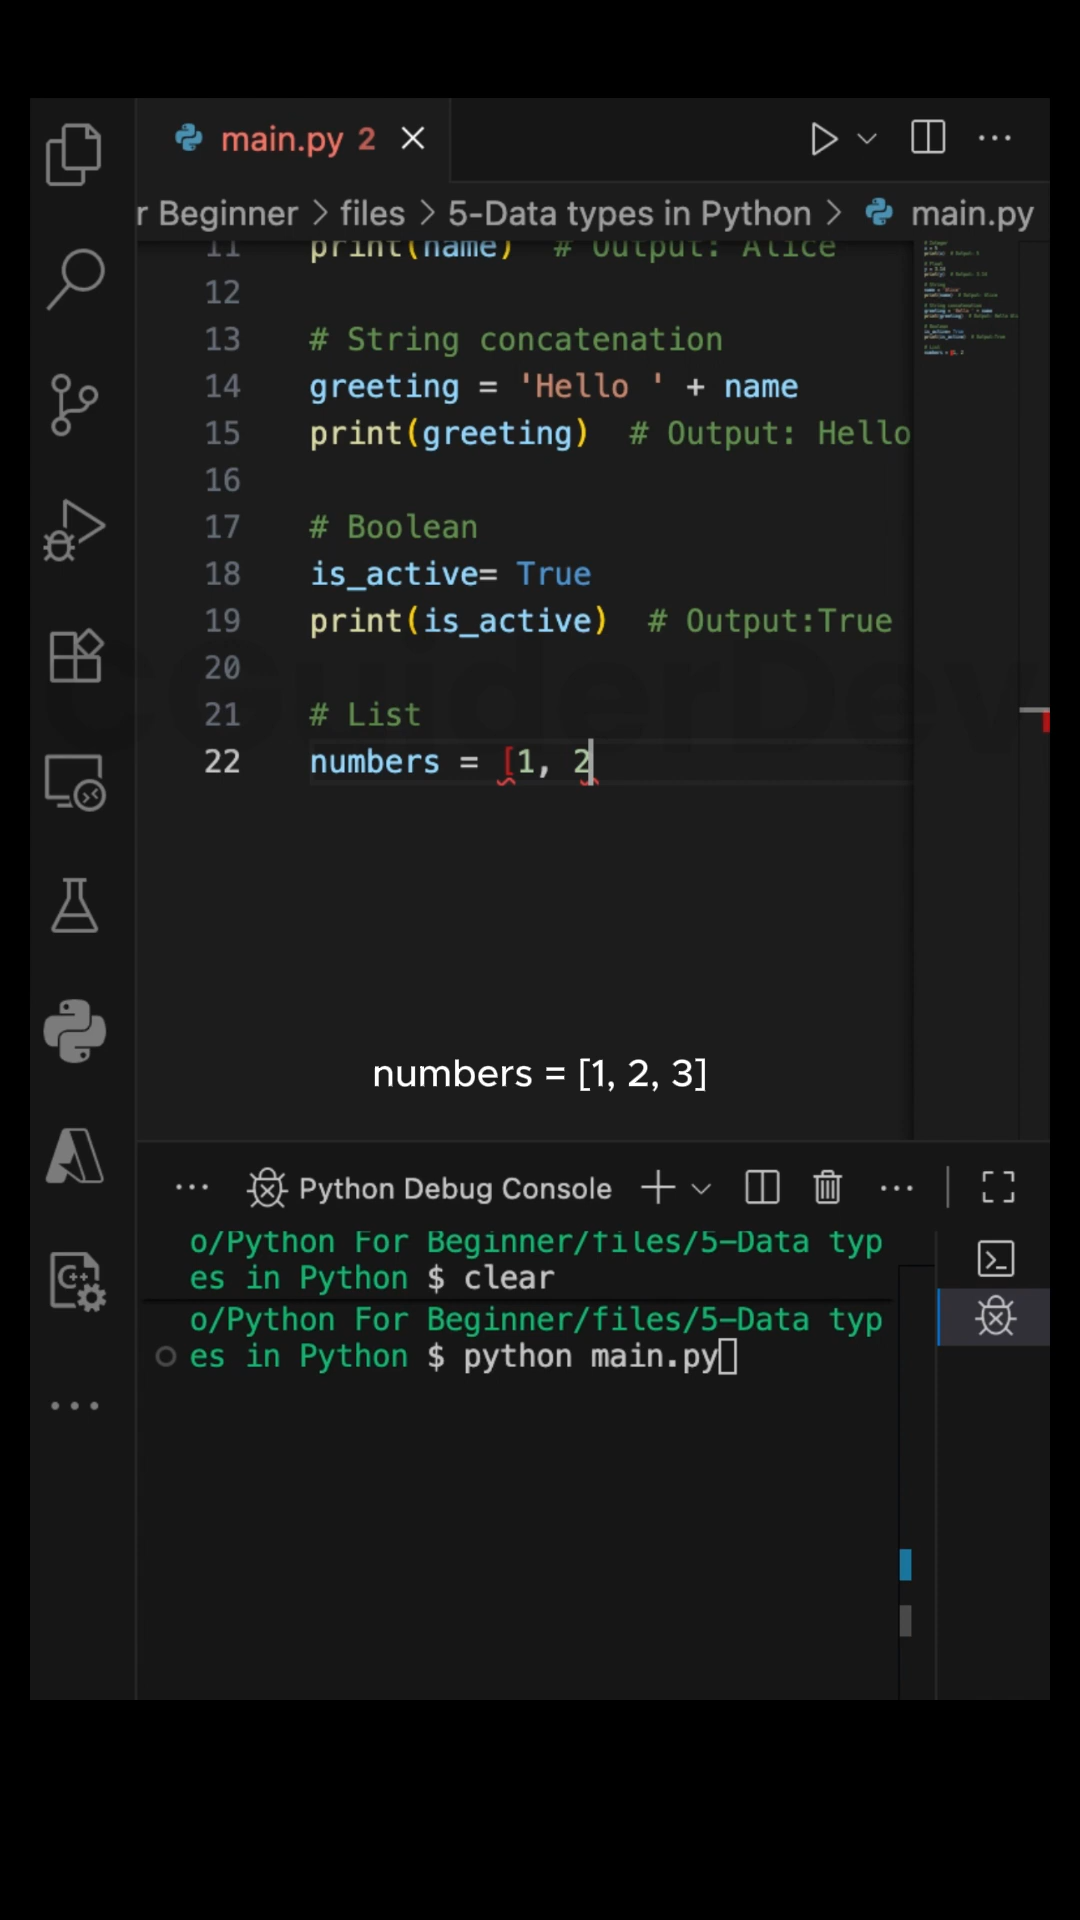 main.py 2
r Beginner > files > 5-Data types in Python > main.py
11 print(name) # Output: Alice
12
13 # String concatenation
14 greeting = 'Hello ' + name
15 print(greeting) # Output: Hello
16
17 # Boolean
18 is_active= True
19 print(is_active) # Output:True
20
21 # List
22 numbers = [1, 2
CGuiderDev
numbers = [1, 2, 3]
Python Debug Console
o/Python For Beginner/files/5-Data typ
es in Python $ clear
o/Python For Beginner/files/5-Data typ
es in Python $ python main.py